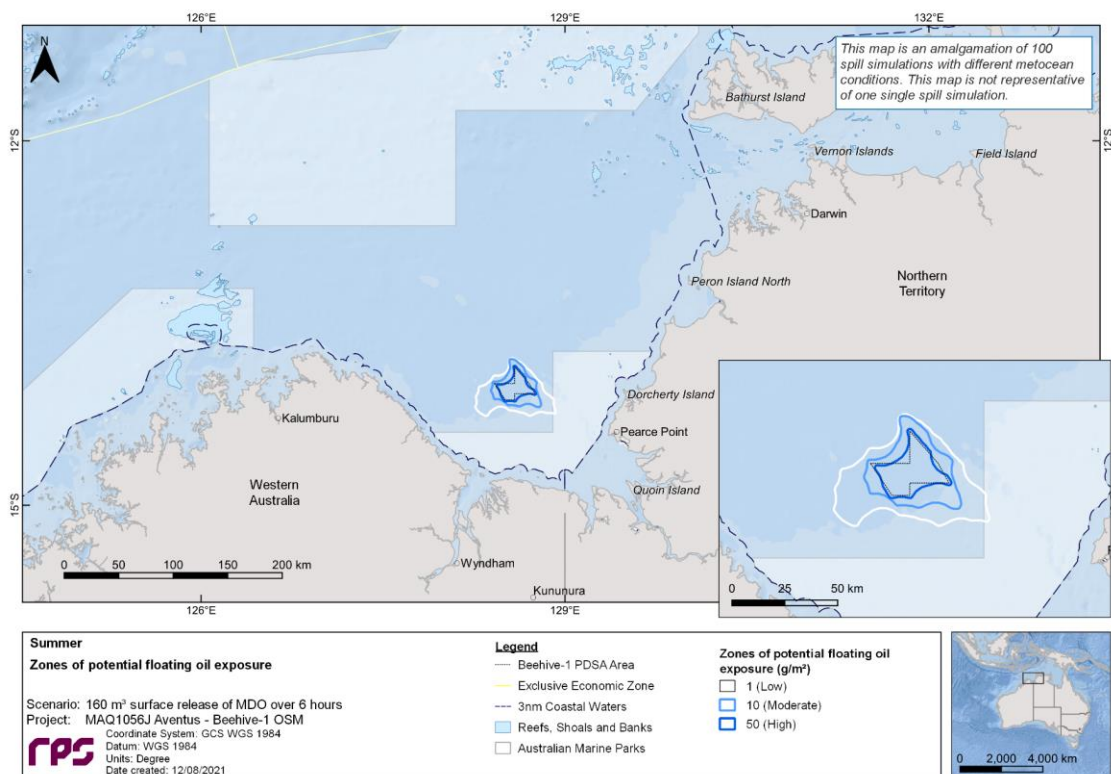 126°E
129°E
132°E
N
This map is an amalgamation of 100
spill simulations with different metocean
conditions. This map is not representative
of one single spill simulation.
Bathurst Island
12°S
12°S
Vernon Islands
Field Island
Darwin
Peron Island North
Northern
Territory
Kalumburu
Dorcherty Island
Pearce Point
Western
Australia
Quoin Island
15°S
0 50 100 150 200 km
Wyndham
Kununurra
0 25 50 km
126°E
129°E
Summer
Zones of potential floating oil exposure
Scenario: 160 m³ surface release of MDO over 6 hours
Project: MAQ1056J Aventus - Beehive-1 OSM
rps
Coordinate System: GCS WGS 1984
Datum: WGS 1984
Units: Degree
Date created: 12/08/2021
Legend
Beehive-1 PDSA Area
Exclusive Economic Zone
3nm Coastal Waters
Reefs, Shoals and Banks
Australian Marine Parks
Zones of potential floating oil
exposure (g/m²)
1 (Low)
10 (Moderate)
50 (High)
0 2,000 4,000 km